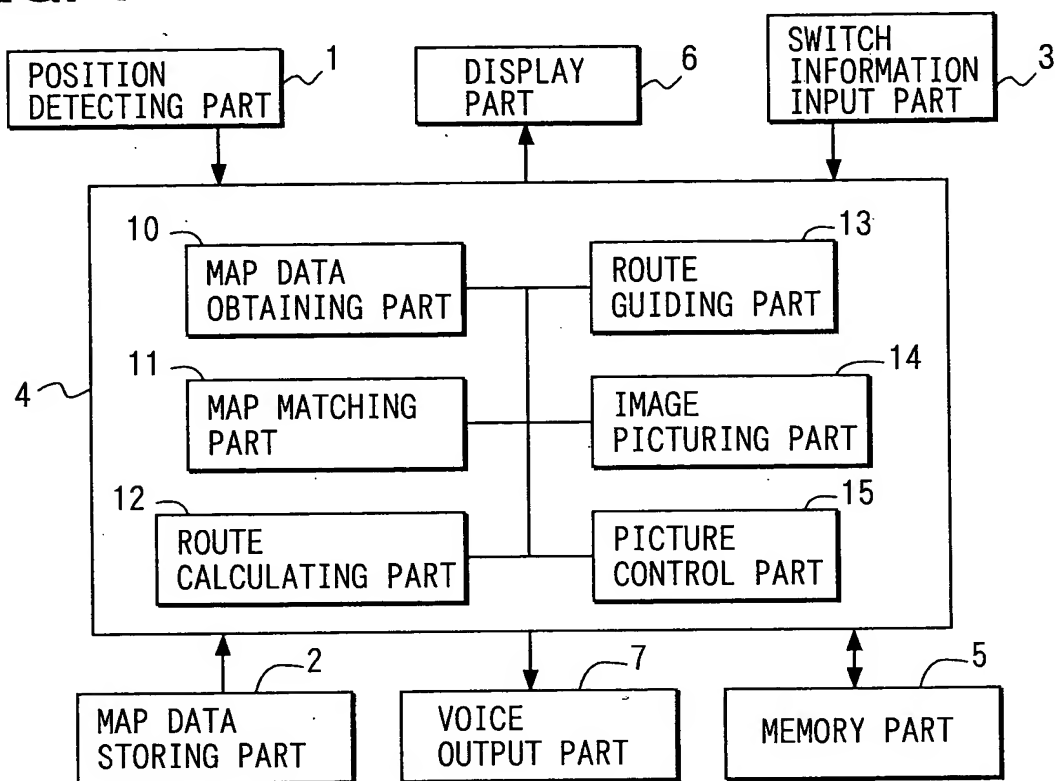 1
POSITION
DETECTING PART
6
DISPLAY
PART
3
SWITCH
INFORMATION
INPUT PART
4
10
MAP DATA
OBTAINING PART
13
ROUTE
GUIDING PART
11
MAP MATCHING
PART
14
IMAGE
PICTURING PART
12
ROUTE
CALCULATING PART
15
PICTURE
CONTROL PART
2
MAP DATA
STORING PART
7
VOICE
OUTPUT PART
5
MEMORY PART